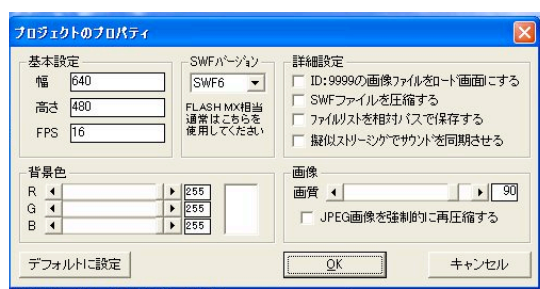 プロジェクトのプロパティ
基本設定
幅 640
高さ 480
FPS 16
SWFバージョン
SWF6
FLASH MX相当
通常はこちらを
使用してください
詳細設定
ID:9999の画像ファイルをロード画面にする
SWFファイルを圧縮する
ファイルリストを相対パスで保存する
擬似ストリーミングでサウンドを同期させる
背景色
R 255
G 255
B 255
画像
画質 90
JPEG画像を強制的に再圧縮する
デフォルトに設定
OK
キャンセル